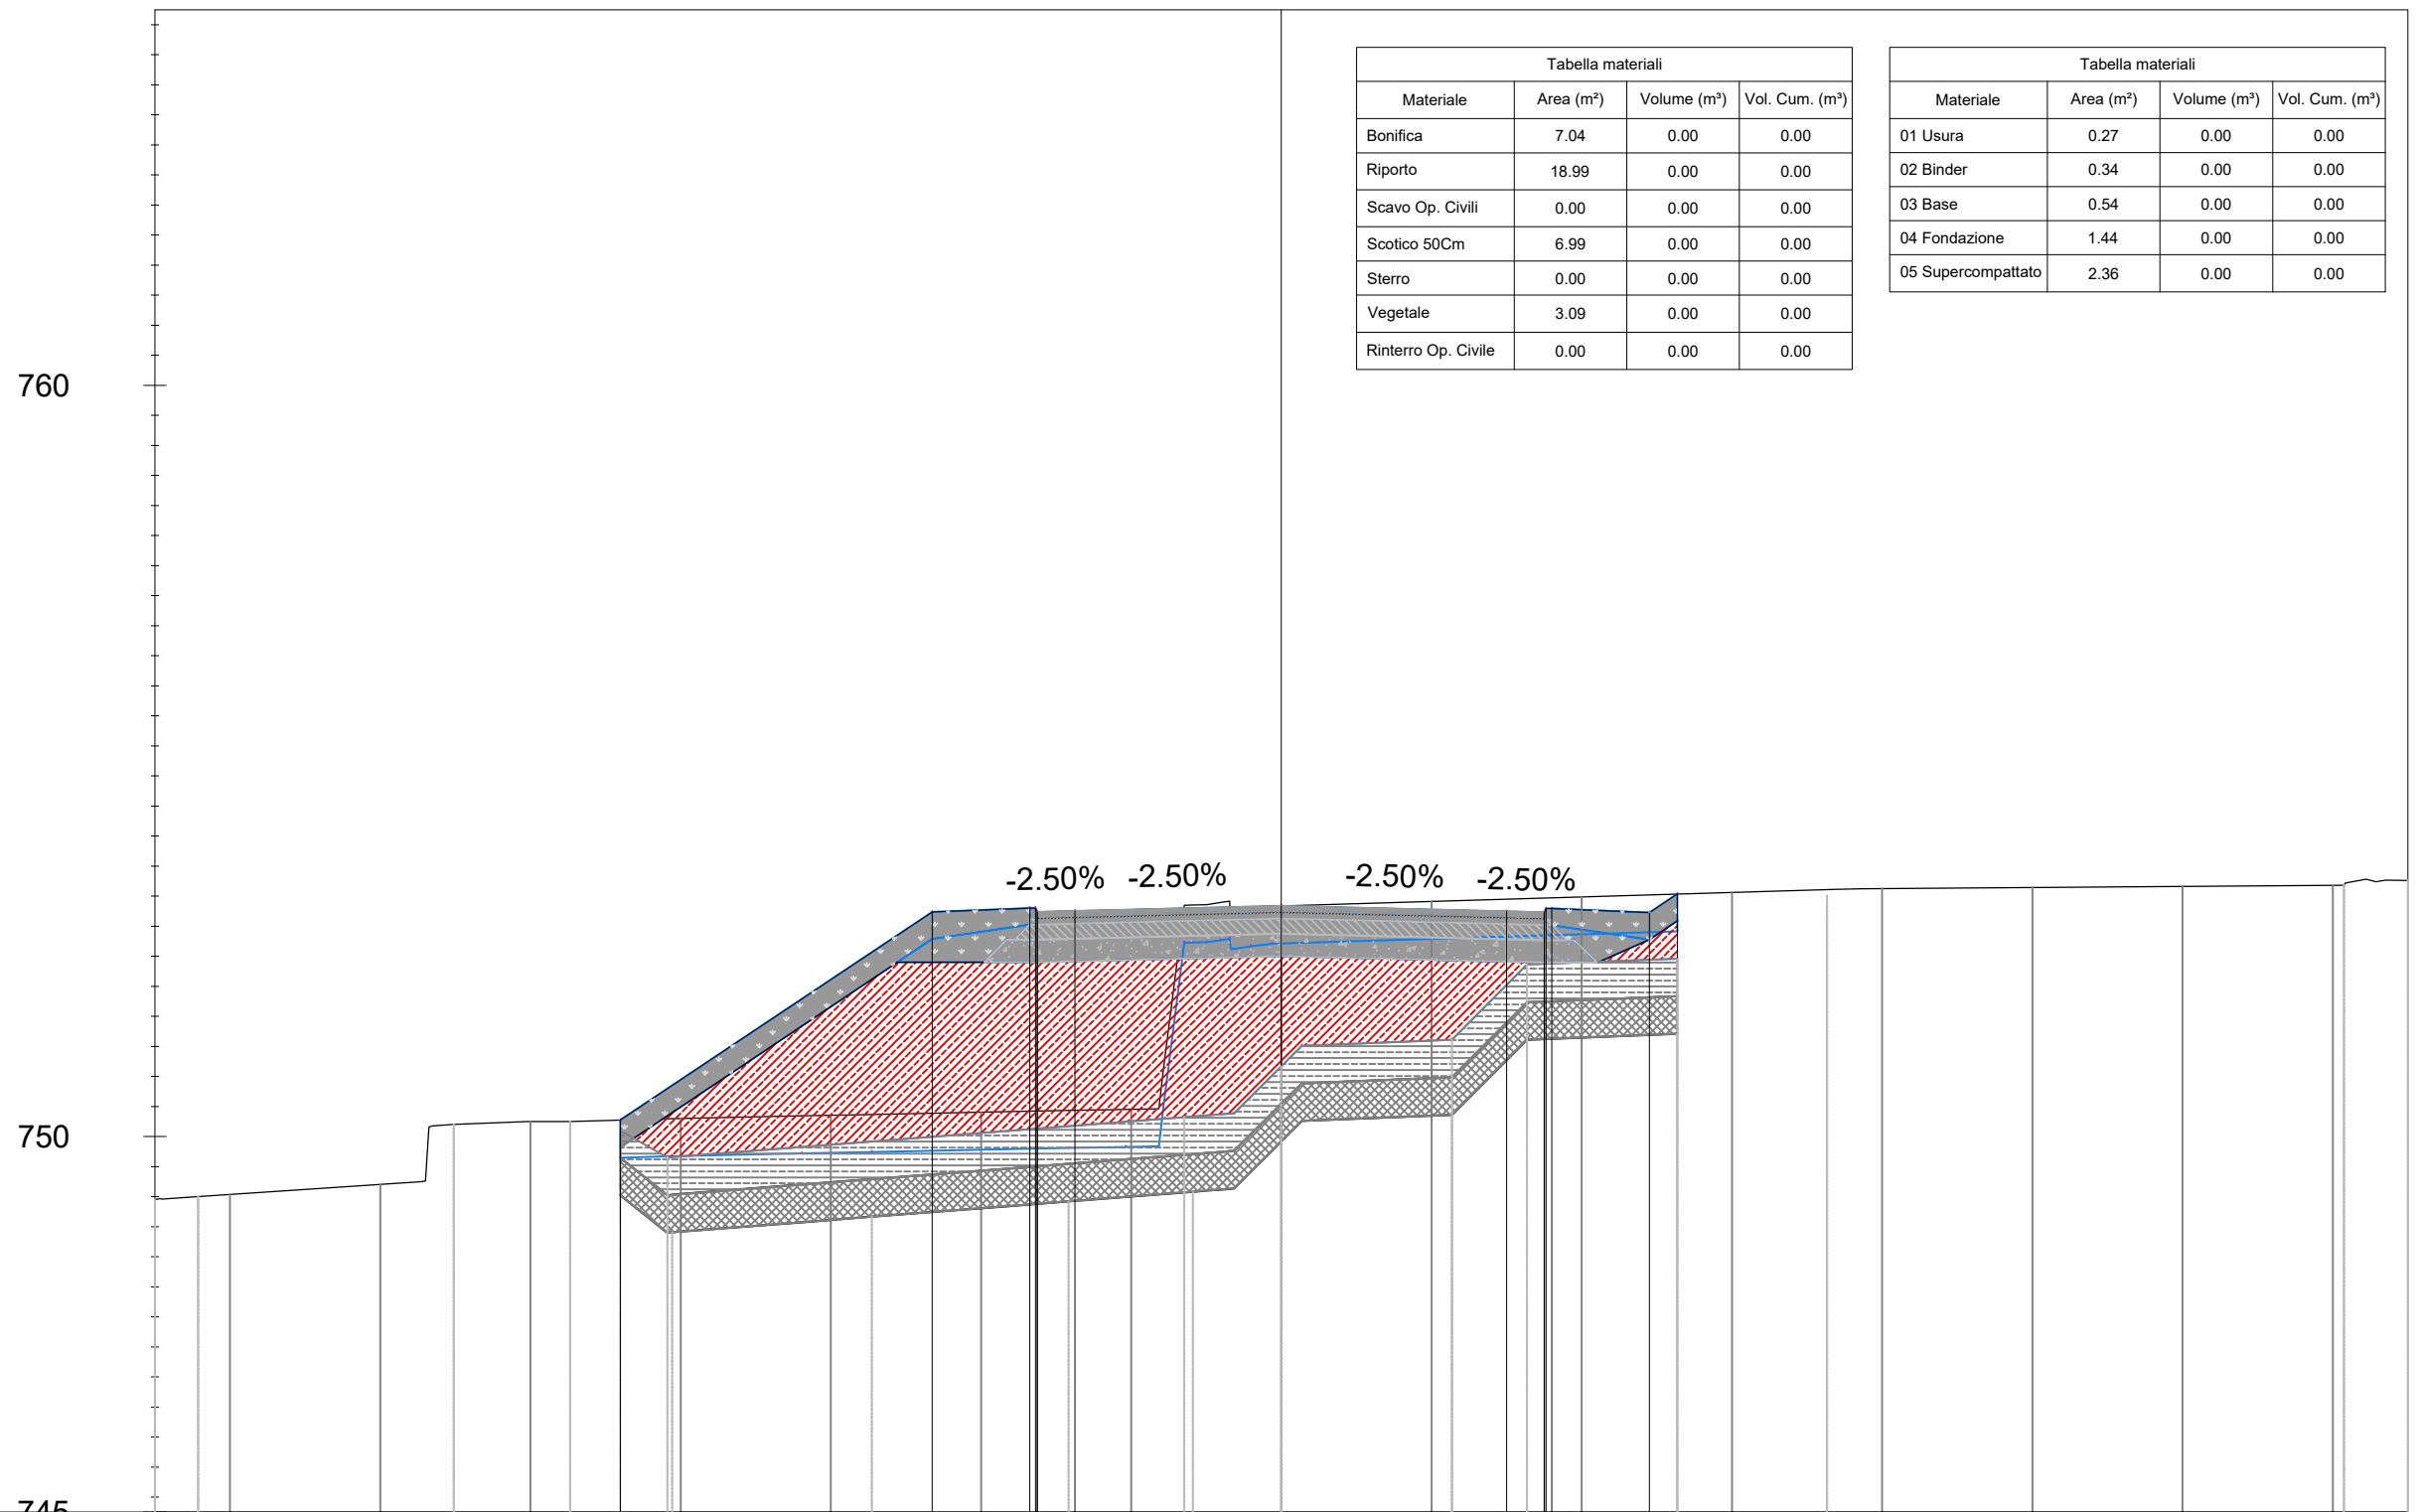 Tabella materiali
Materiale Area (m²) Volume (m³) Vol. Cum. (m³)
Bonifica 7.04 0.00 0.00
Riporto 18.99 0.00 0.00
Scavo Op. Civili 0.00 0.00 0.00
Scotico 50Cm 6.99 0.00 0.00
Sterro 0.00 0.00 0.00
Vegetale 3.09 0.00 0.00
Rinterro Op. Civile 0.00 0.00 0.00
Tabella materiali
Materiale Area (m²) Volume (m³) Vol. Cum. (m³)
01 Usura 0.27 0.00 0.00
02 Binder 0.34 0.00 0.00
03 Base 0.54 0.00 0.00
04 Fondazione 1.44 0.00 0.00
05 Supercompattato 2.36 0.00 0.00
760
-2.50% -2.50% -2.50% -2.50%
750
745